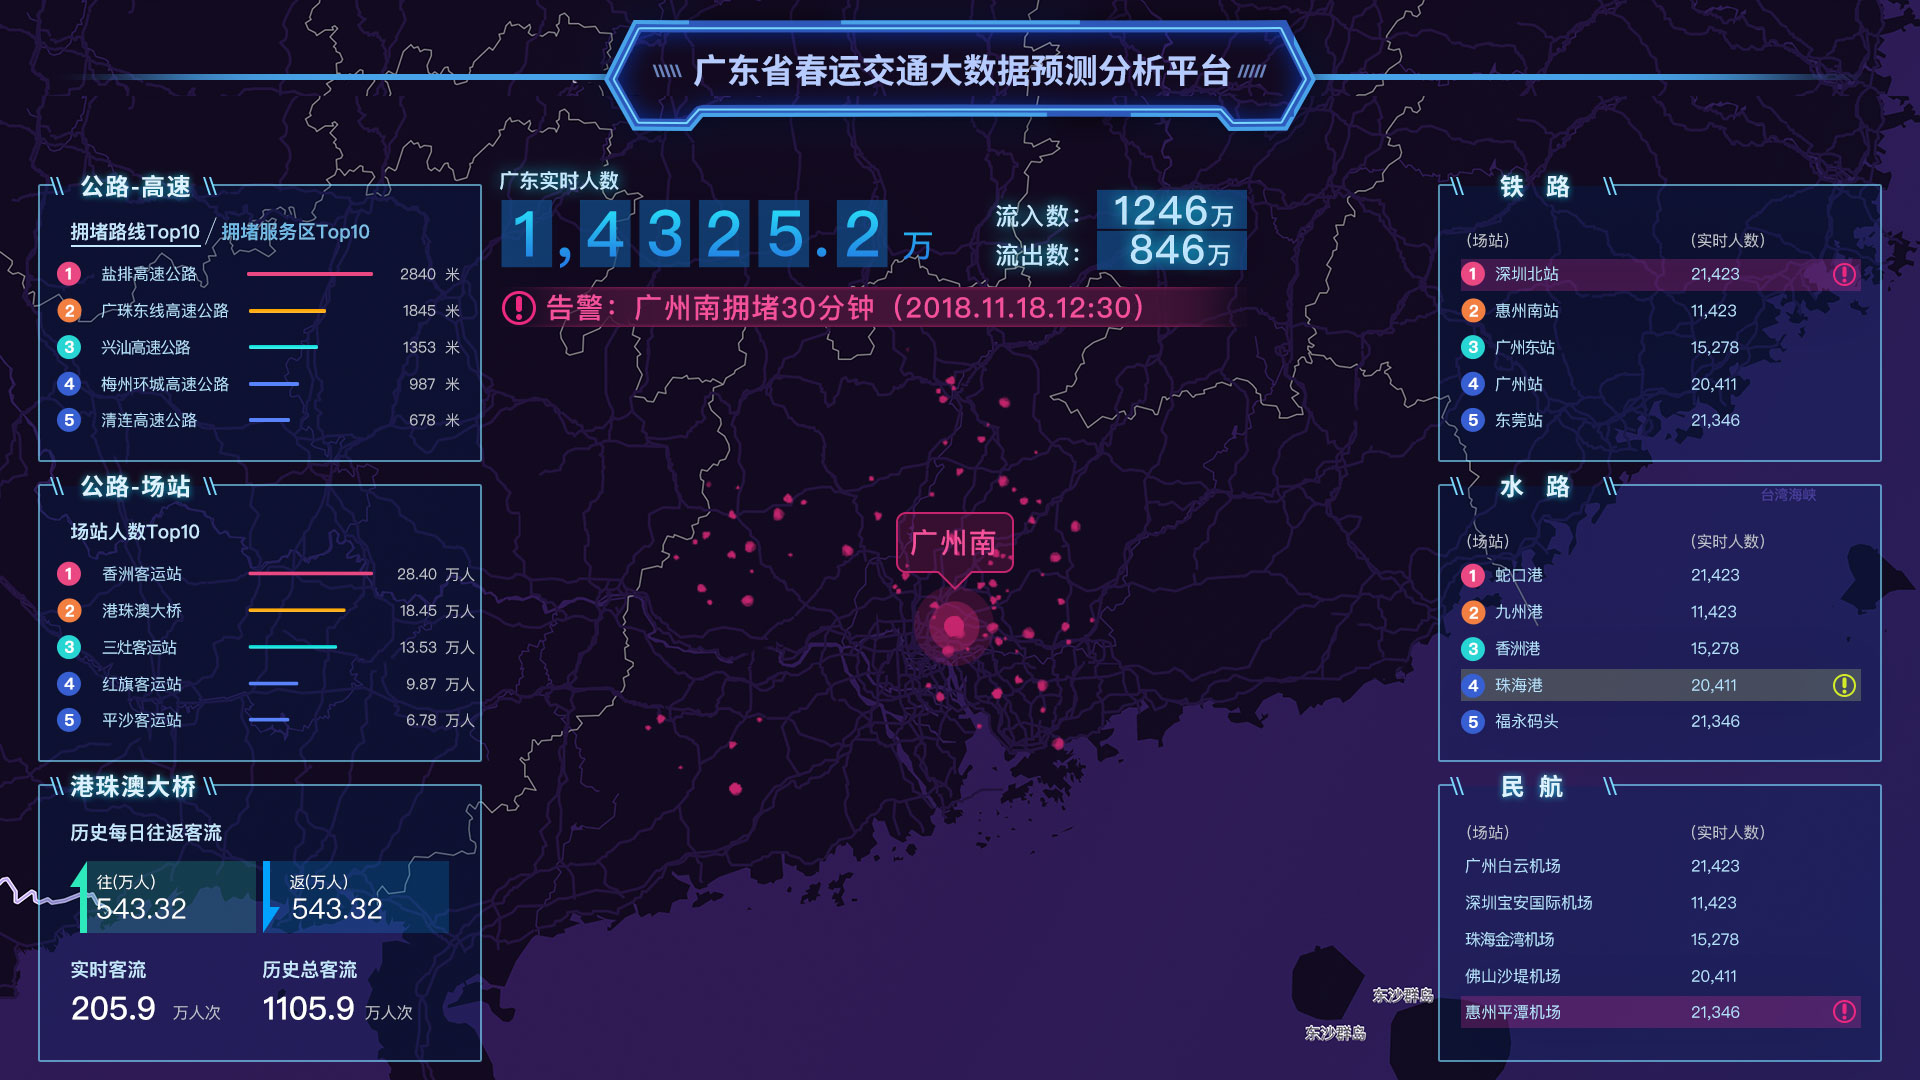 广东省春运交通大数据预测分析平台
公路-高速
拥堵路线Top10 / 拥堵服务区Top10
1 盐排高速公路 2840 米
2 广珠东线高速公路 1845 米
3 兴汕高速公路 1353 米
4 梅州环城高速公路 987 米
5 清连高速公路 678 米
公路-场站
场站人数Top10
1 香洲客运站 28.40 万人
2 港珠澳大桥 18.45 万人
3 三灶客运站 13.53 万人
4 红旗客运站 9.87 万人
5 平沙客运站 6.78 万人
港珠澳大桥
历史每日往返客流
往(万人) 返(万人)
543.32 543.32
实时客流 历史总客流
205.9 万人次 1105.9 万人次
广东实时人数
1,4325.2 万
流入数： 1246万
流出数： 846万
告警：广州南拥堵30分钟（2018.11.18.12:30）
广州南
东沙群岛
东沙群岛
铁 路
（场站） （实时人数）
1 深圳北站 21,423
2 惠州南站 11,423
3 广州东站 15,278
4 广州站 20,411
5 东莞站 21,346
水 路
台湾海峡
（场站） （实时人数）
1 蛇口港 21,423
2 九州港 11,423
3 香洲港 15,278
4 珠海港 20,411
5 福永码头 21,346
民 航
（场站） （实时人数）
广州白云机场 21,423
深圳宝安国际机场 11,423
珠海金湾机场 15,278
佛山沙堤机场 20,411
惠州平潭机场 21,346